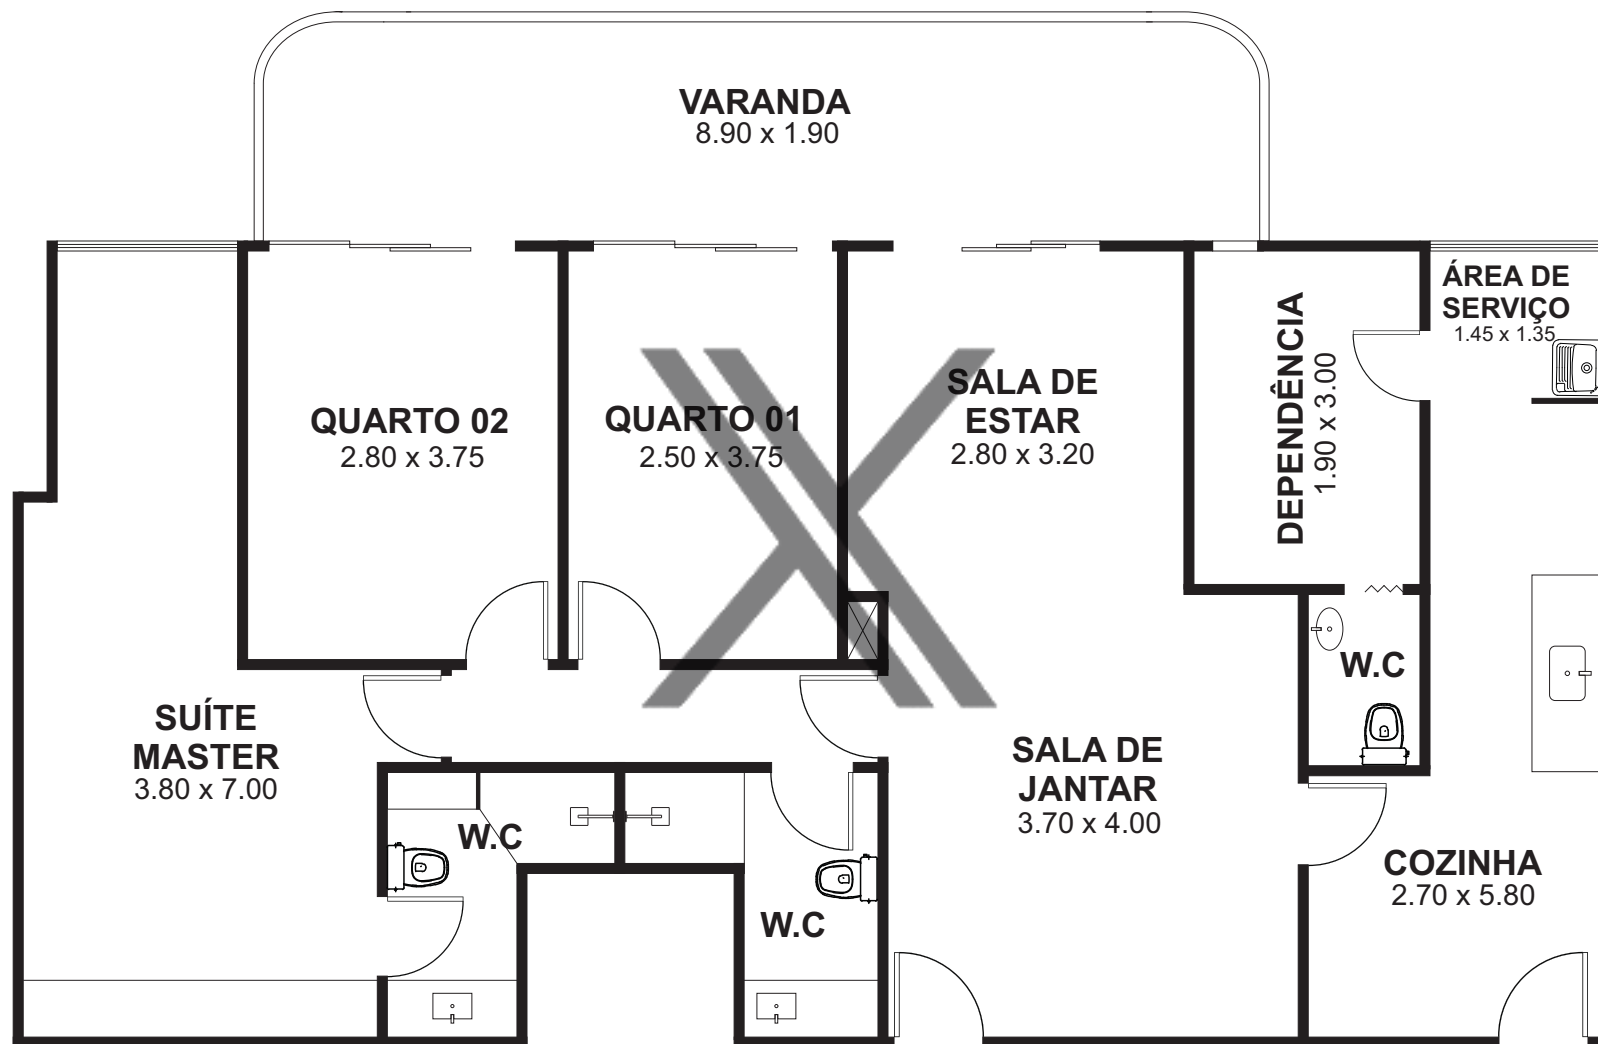 VARANDA
8.90 x 1.90
ÁREA DE
SERVIÇO
1.45 x 1.35
QUARTO 02
2.80 x 3.75
QUARTO 01
2.50 x 3.75
SALA DE
ESTAR
2.80 x 3.20
DEPENDÊNCIA
1.90 x 3.00
W.C
SUÍTE
MASTER
3.80 x 7.00
SALA DE
JANTAR
3.70 x 4.00
W.C
W.C
COZINHA
2.70 x 5.80